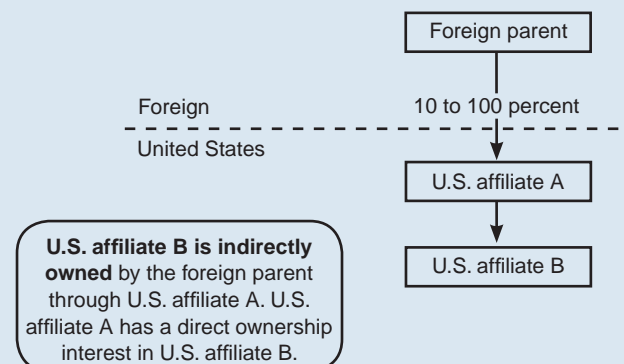 Foreign parent
Foreign
10 to 100 percent
United States
U.S. affiliate A
U.S. affiliate B is indirectly
owned by the foreign parent
through U.S. affiliate A. U.S.
affiliate A has a direct ownership
interest in U.S. affiliate B.
U.S. affiliate B